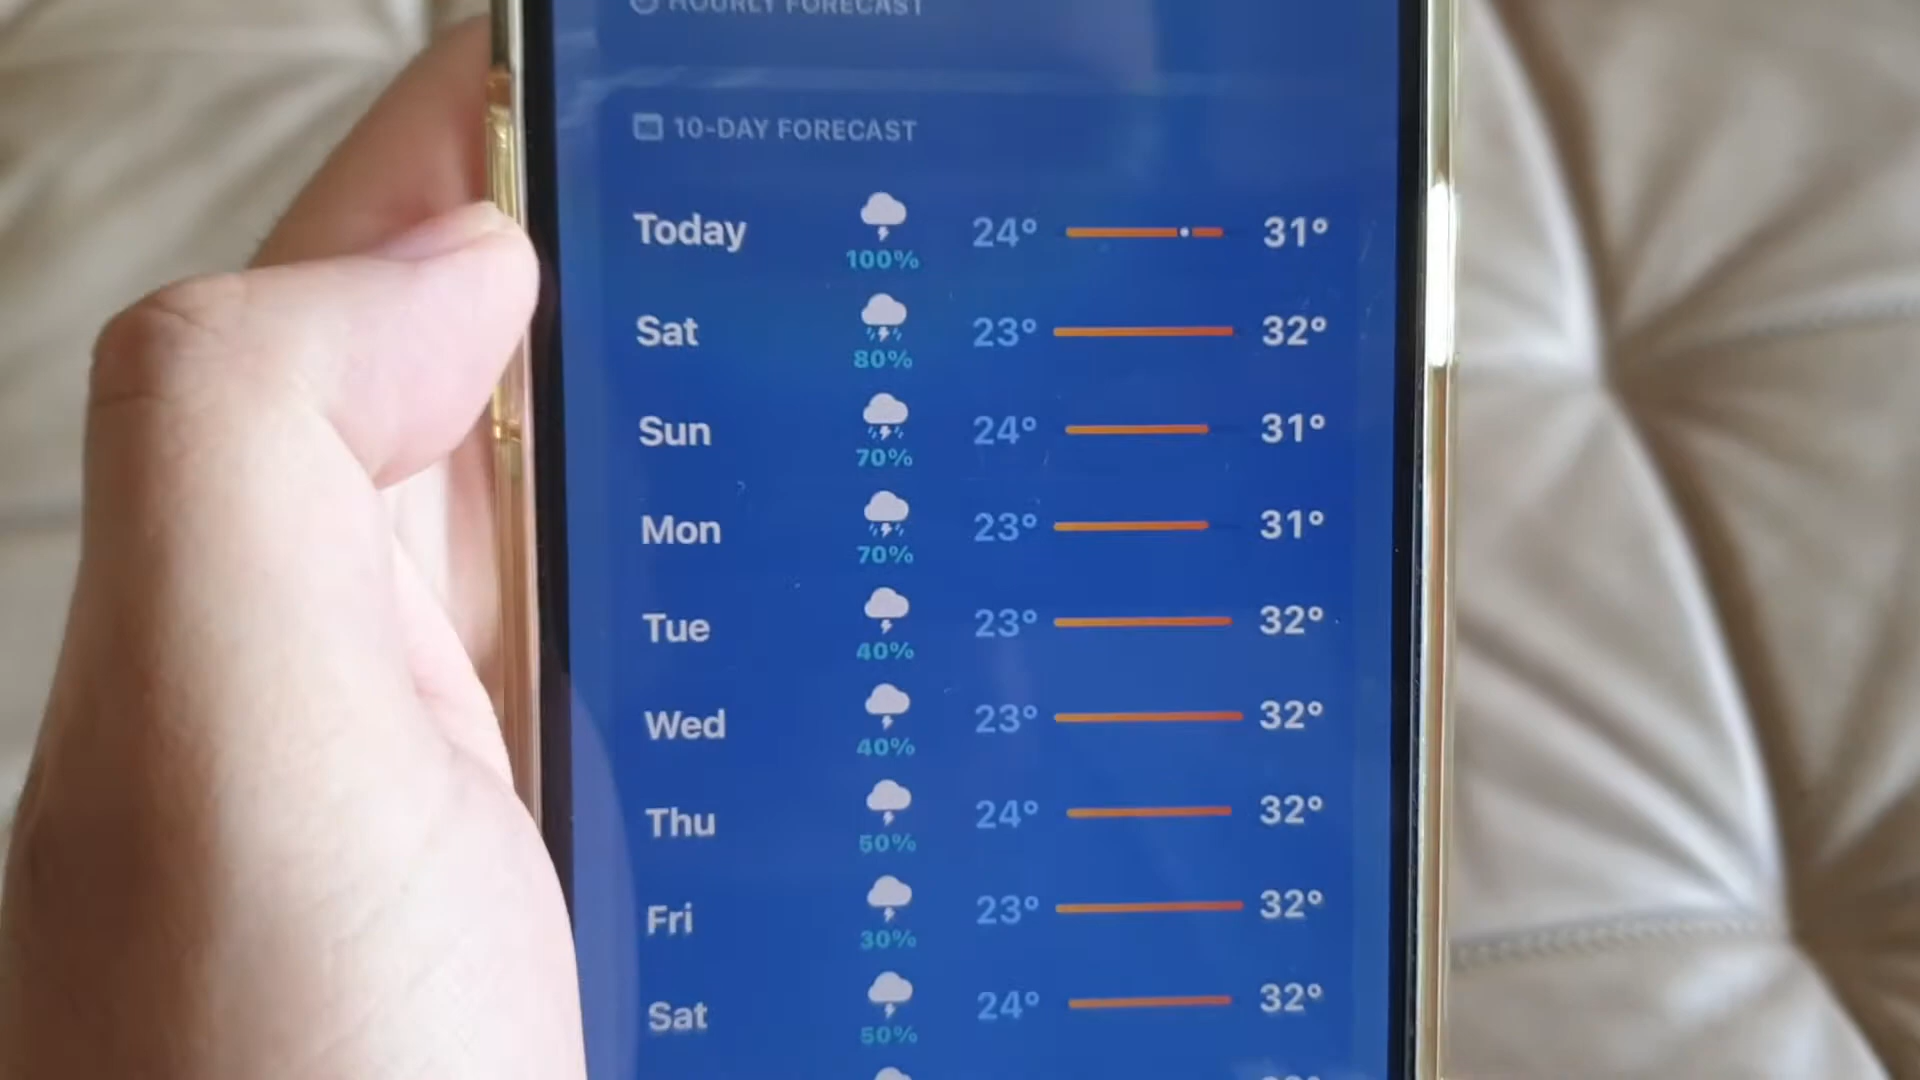 HOURLY FORECAST
10-DAY FORECAST
Today 100% 24° 31°
Sat 80% 23° 32°
Sun 70% 24° 31°
Mon 70% 23° 31°
Tue 40% 23° 32°
Wed 40% 23° 32°
Thu 50% 24° 32°
Fri 30% 23° 32°
Sat 50% 24° 32°